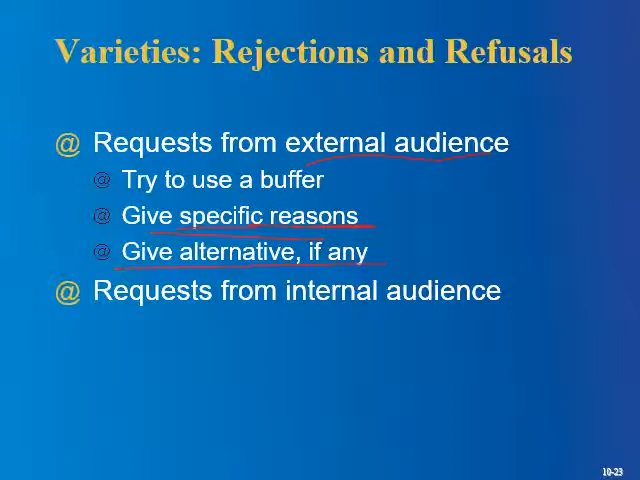 Varieties: Rejections and Refusals
@ Requests from external audience
@ Try to use a buffer
@ Give specific reasons
@ Give alternative, if any
@ Requests from internal audience
10-23